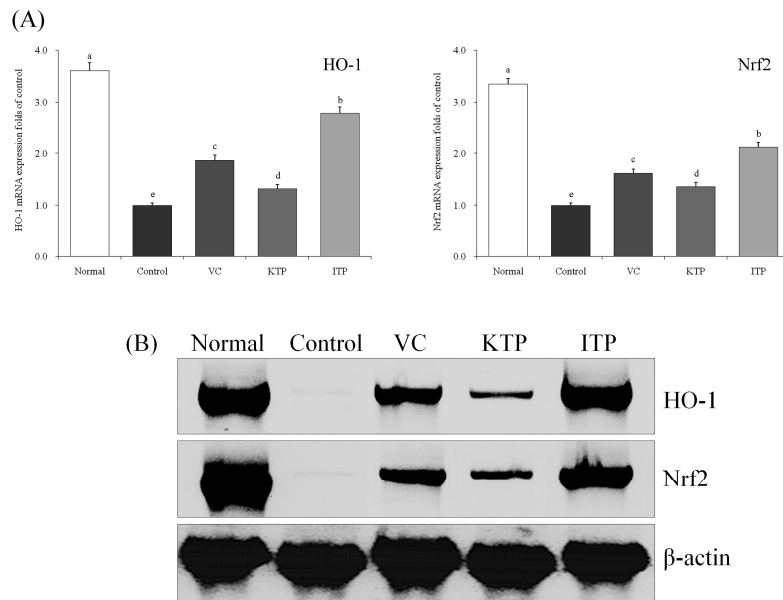 (A)
HO-1 mRNA expression folds of control
4.0
3.0
2.0
1.0
0.0
a
e
c
d
b
HO-1
Normal Control VC KTP ITP
Nrf2 mRNA expression folds of control
4.0
3.0
2.0
1.0
0.0
a
e
c
d
b
Nrf2
Normal Control VC KTP ITP
(B)
Normal Control VC KTP ITP
HO-1
Nrf2
β-actin